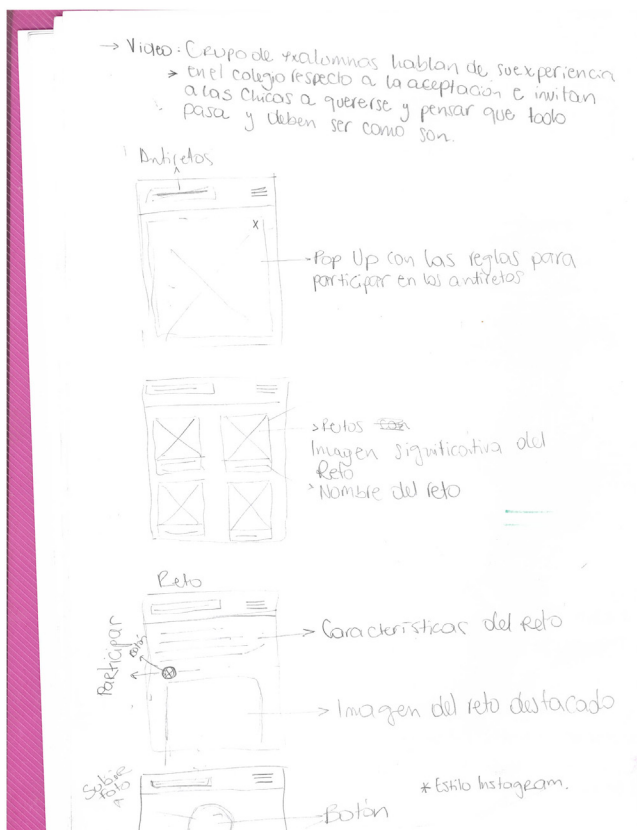 → Video: Grupo de exalumnas hablan de su experiencia
> en el colegio respecto a la aceptación e invitan
a las chicas a quererse y pensar que todo
pasa y deben ser como son.
Antiretos
x
- Pop Up con las reglas para
participar en los antiretos
> Retos
Imagen significativa del
Reto
> Nombre del reto
Reto
Participar
Botón
> Características del Reto
> Imagen del reto destacado
Subir
foto
* Estilo Instagram.
- Botón